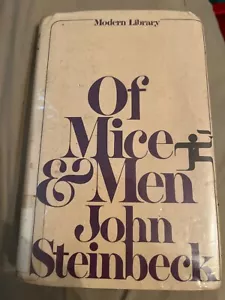 Modern Library
Of
Mice
& Men
John
Steinbeck